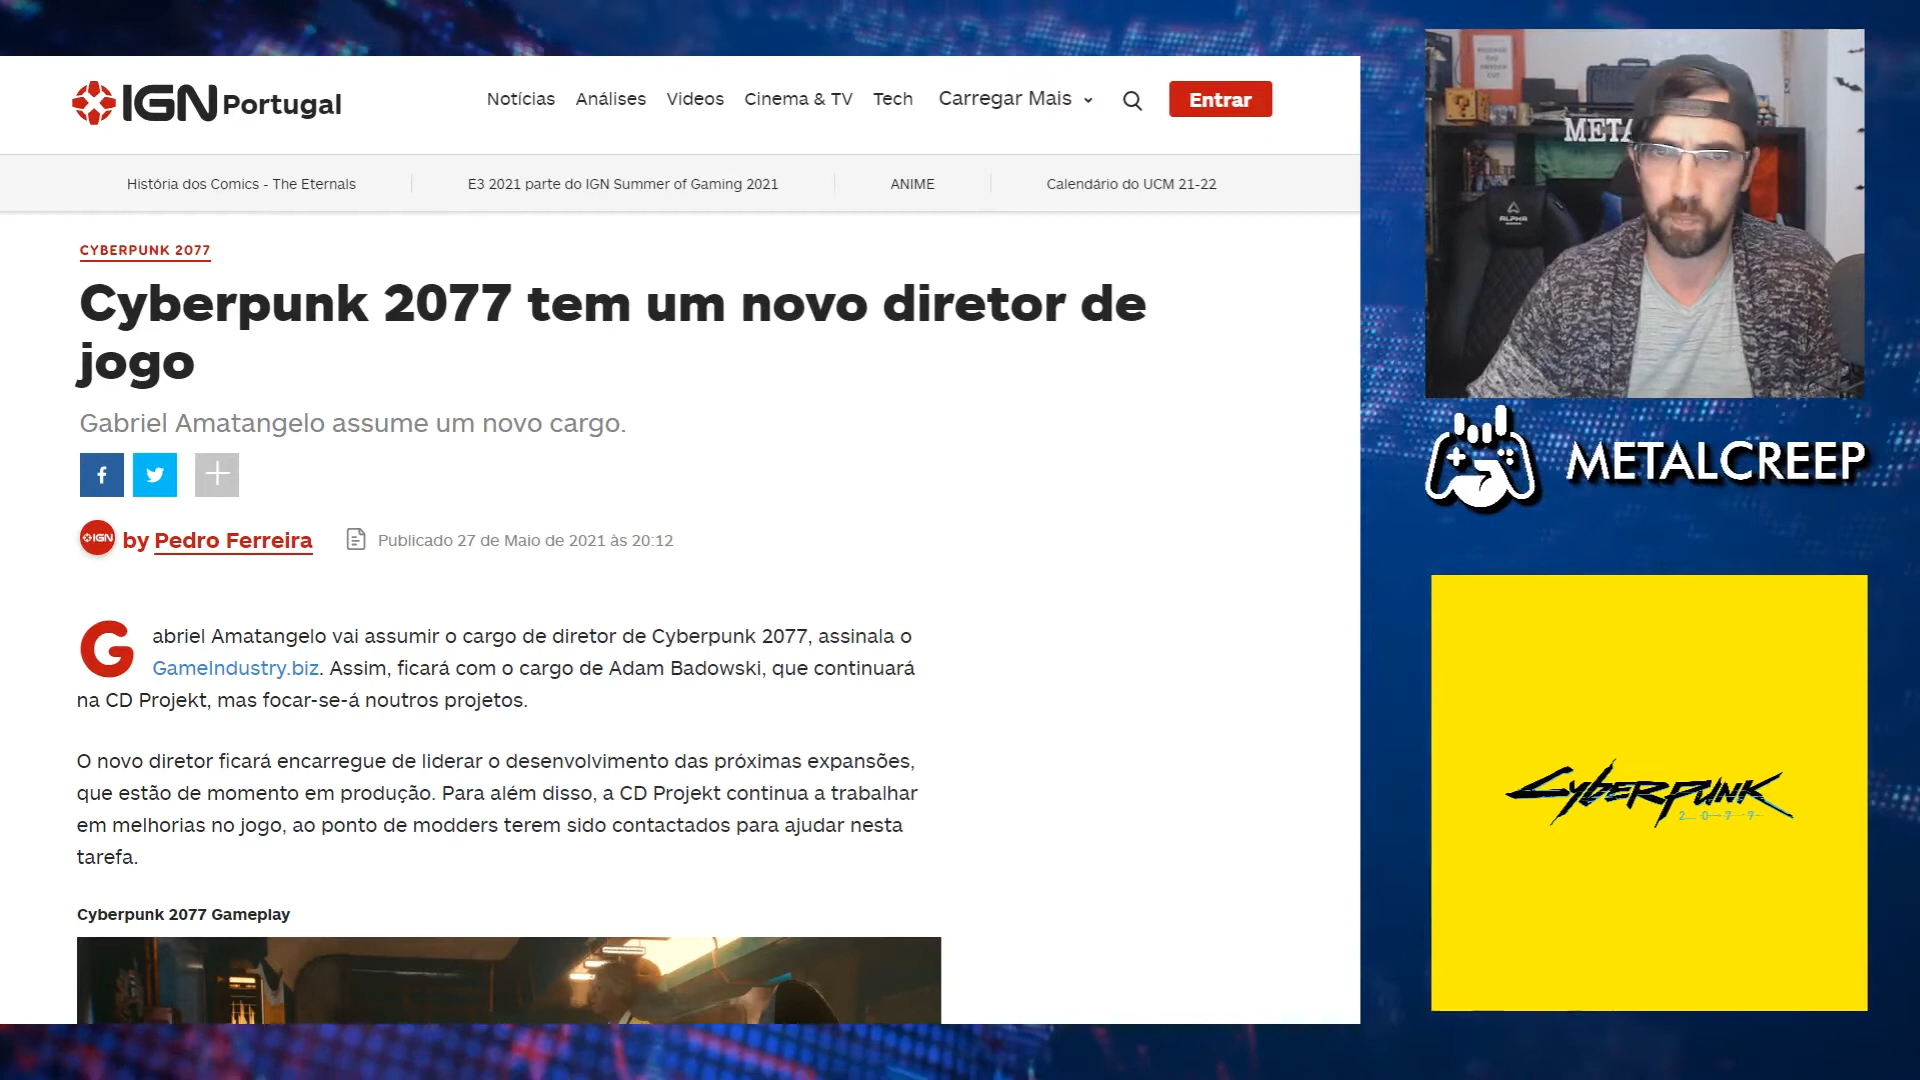 IGN Portugal
Notícias Análises Videos Cinema & TV Tech Carregar Mais Entrar
História dos Comics - The Eternals E3 2021 parte do IGN Summer of Gaming 2021 ANIME Calendário do UCM 21-22
CYBERPUNK 2077
Cyberpunk 2077 tem um novo diretor de
jogo
Gabriel Amatangelo assume um novo cargo.
IGN by Pedro Ferreira Publicado 27 de Maio de 2021 às 20:12
Gabriel Amatangelo vai assumir o cargo de diretor de Cyberpunk 2077, assinala o
GameIndustry.biz. Assim, ficará com o cargo de Adam Badowski, que continuará
na CD Projekt, mas focar-se-á noutros projetos.
O novo diretor ficará encarregue de liderar o desenvolvimento das próximas expansões,
que estão de momento em produção. Para além disso, a CD Projekt continua a trabalhar
em melhorias no jogo, ao ponto de modders terem sido contactados para ajudar nesta
tarefa.
Cyberpunk 2077 Gameplay
META
ALPHA
METALCREEP
CYBERPUNK
2077